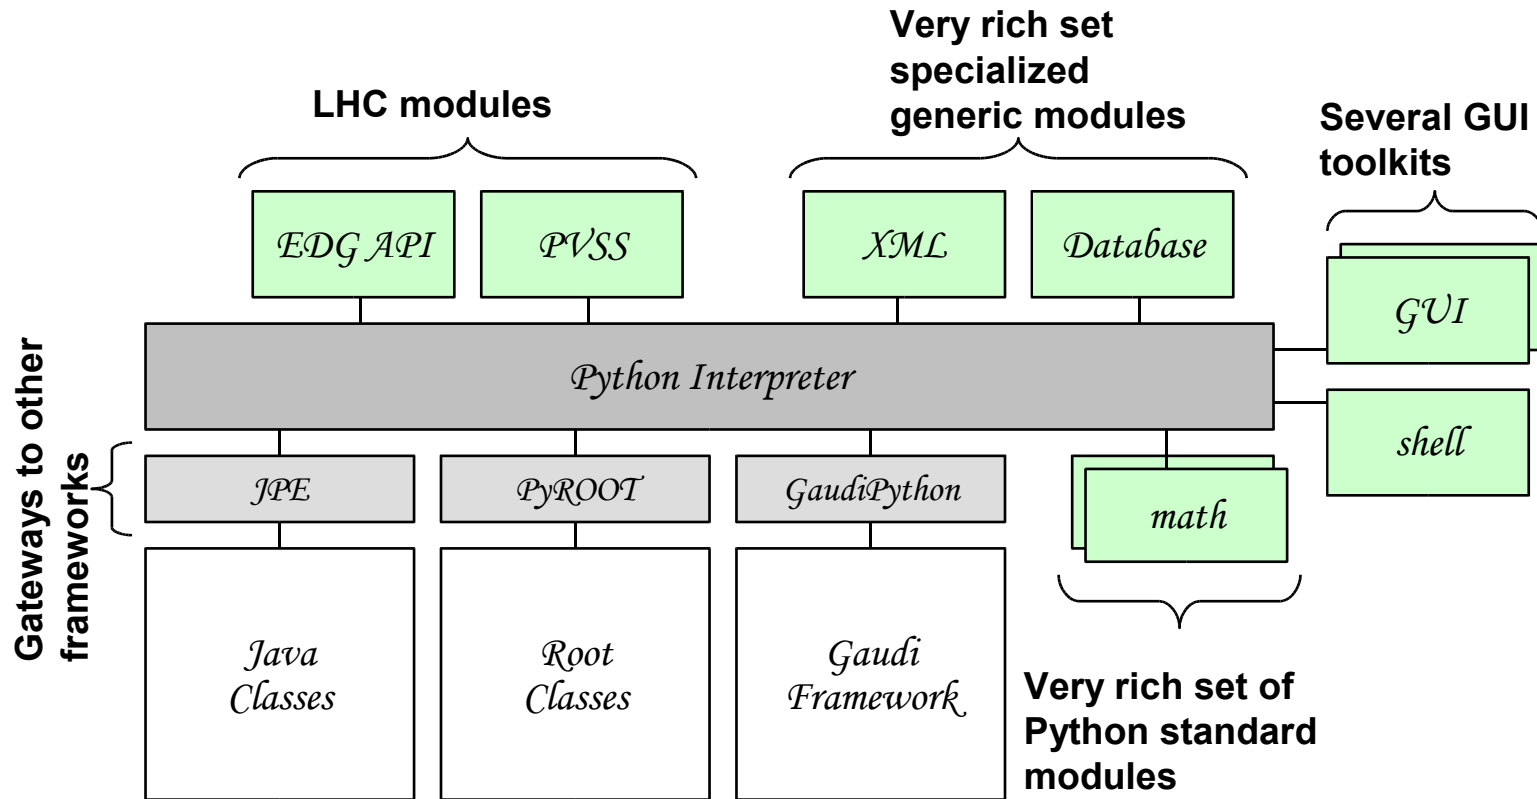 Very rich set
specialized
generic modules
LHC modules
Several GUI
toolkits
EDG API
PVSS
XML
Database
GUI
Python Interpreter
shell
Gateways to other
frameworks
JPE
PyROOT
GaudiPython
math
Java
Classes
Root
Classes
Gaudi
Framework
Very rich set of
Python standard
modules